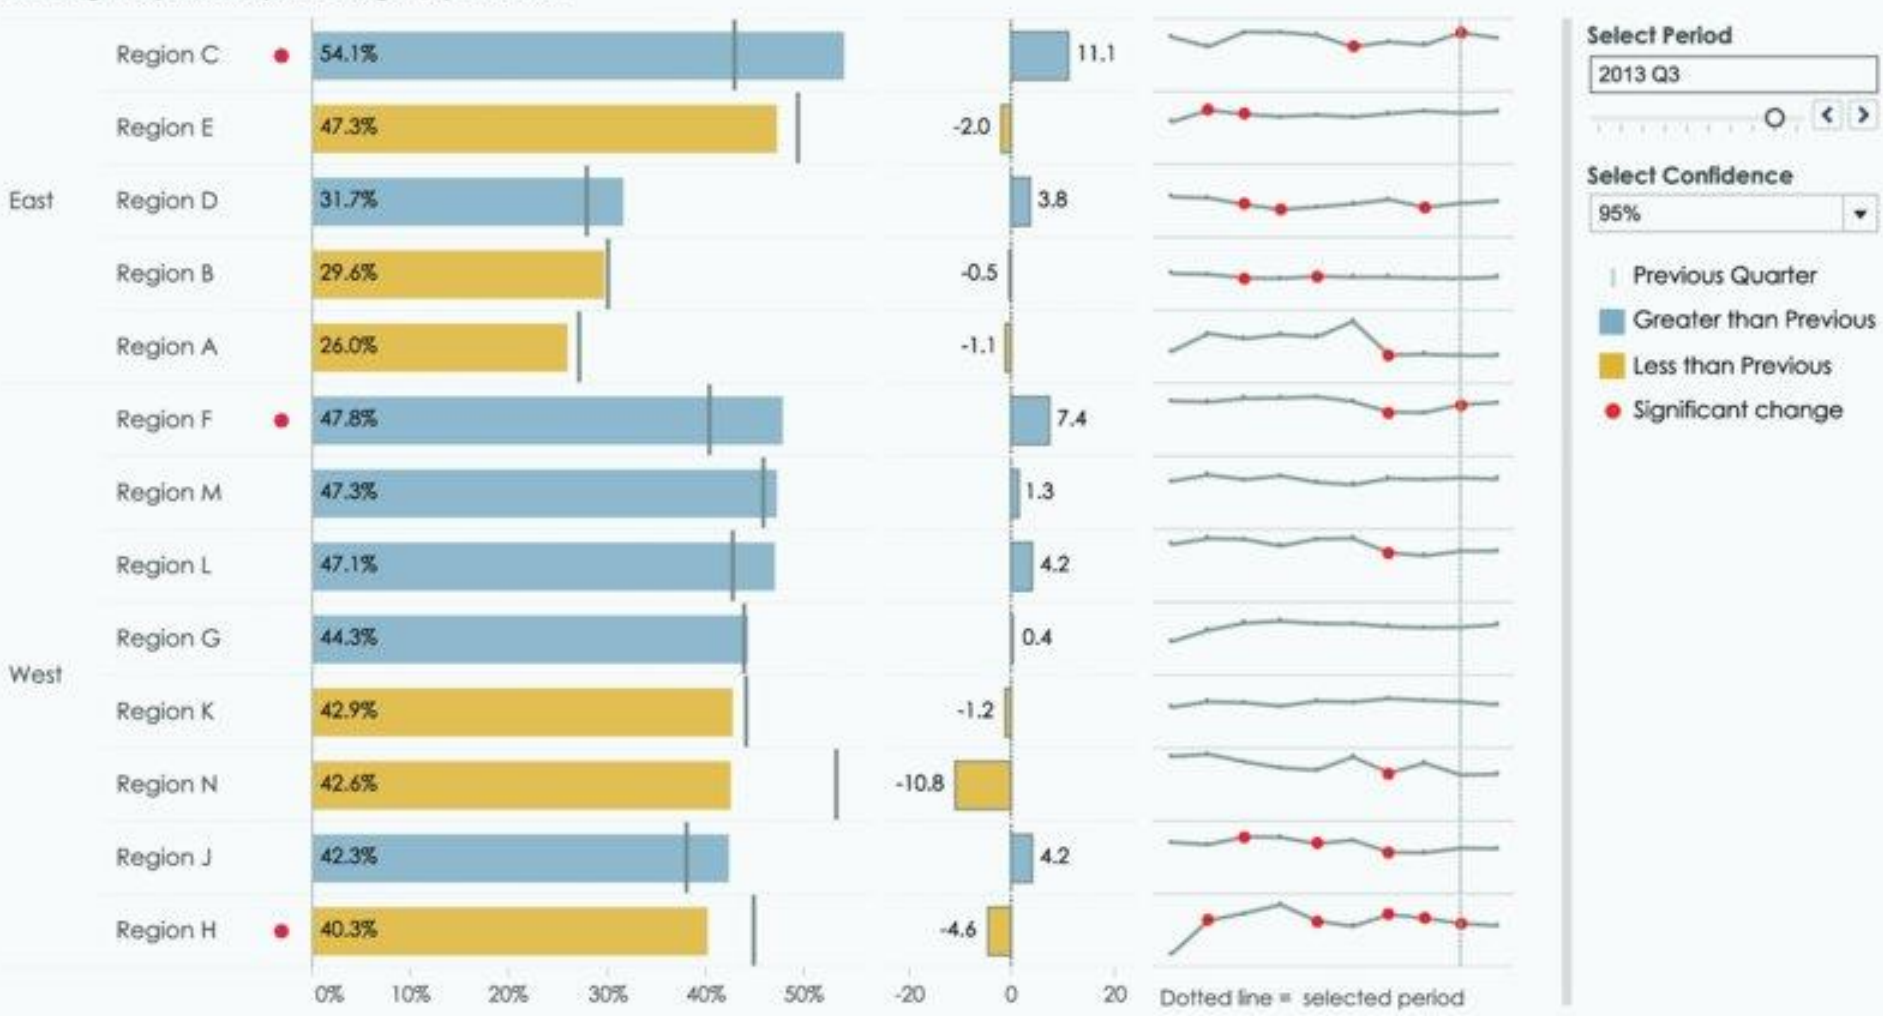 Region C 54.1% 11.1
Region E 47.3% -2.0
East Region D 31.7% 3.8
Region B 29.6% -0.5
Region A 26.0% -1.1
Region F 47.8% 7.4
Region M 47.3% 1.3
Region L 47.1% 4.2
Region G 44.3% 0.4
West
Region K 42.9% -1.2
Region N 42.6% -10.8
Region J 42.3% 4.2
Region H 40.3% -4.6
0% 10% 20% 30% 40% 50% -20 0 20 Dotted line = selected period
Select Period
2013 Q3
Select Confidence
95%
Previous Quarter
Greater than Previous
Less than Previous
Significant change